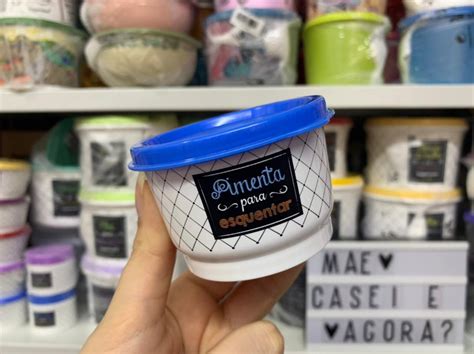 Pimenta
para
esquentar
MAE♥
CASEI E
♥AGORA?